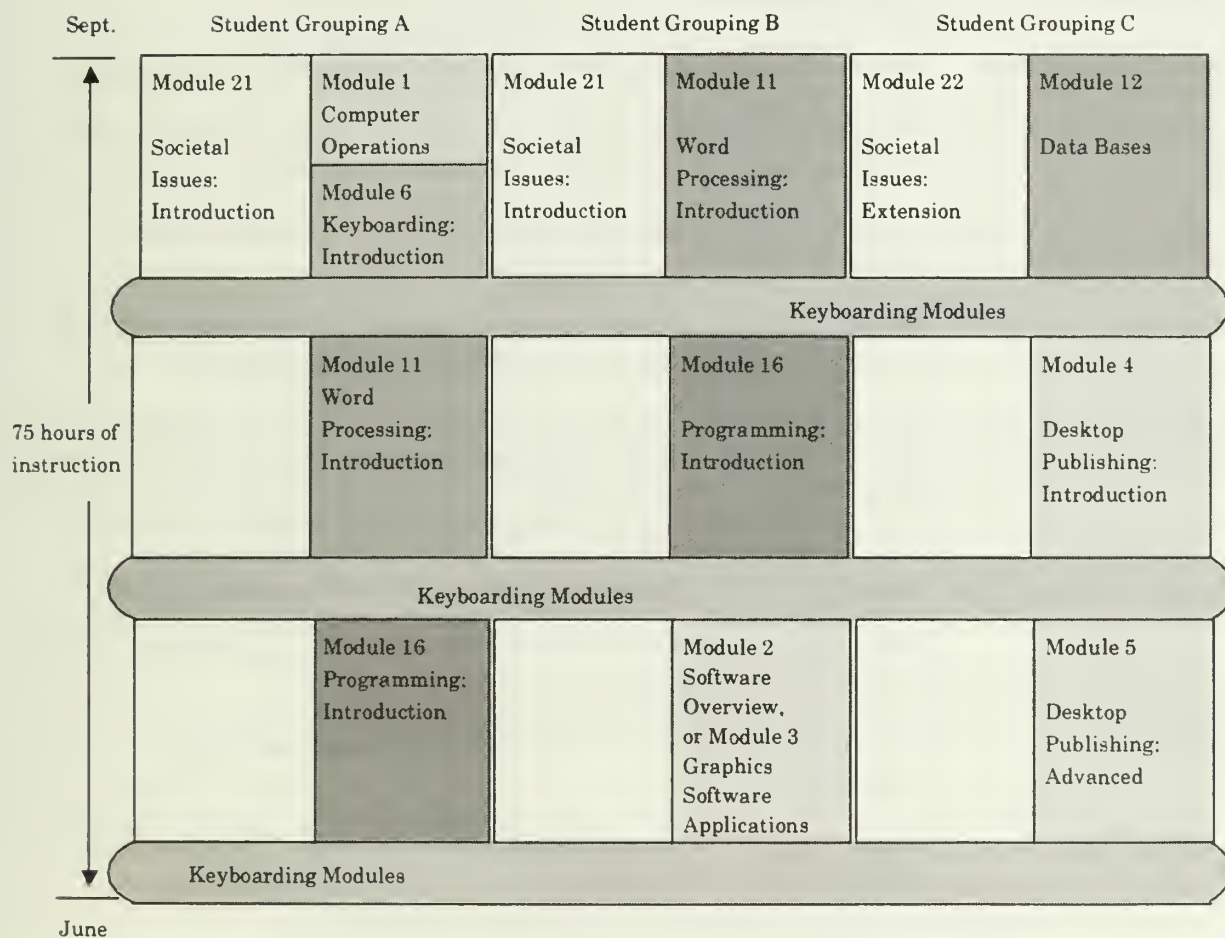 Sept.
Student Grouping A
Student Grouping B
Student Grouping C
Module 21
Societal
Issues:
Introduction
Module 1
Computer
Operations
Module 6
Keyboarding:
Introduction
Module 21
Societal
Issues:
Introduction
Module 11
Word
Processing:
Introduction
Module 22
Societal
Issues:
Extension
Module 12
Data Bases
Keyboarding Modules
75 hours of
instruction
Module 11
Word
Processing:
Introduction
Module 16
Programming:
Introduction
Module 4
Desktop
Publishing:
Introduction
Keyboarding Modules
Module 16
Programming:
Introduction
Module 2
Software
Overview,
or Module 3
Graphics
Software
Applications
Module 5
Desktop
Publishing:
Advanced
Keyboarding Modules
June